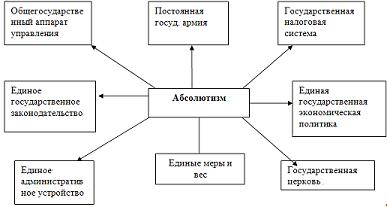 Общегосударстве
нный аппарат
управления
Постоянная
госуд. армия
Государственная
налоговая
система
Единое
государственное
законодательство
Абсолютизм
Единая
государственная
экономическая
политика
Единое
административ
ное устройство
Единые меры и
вес
Государственная
церковь .